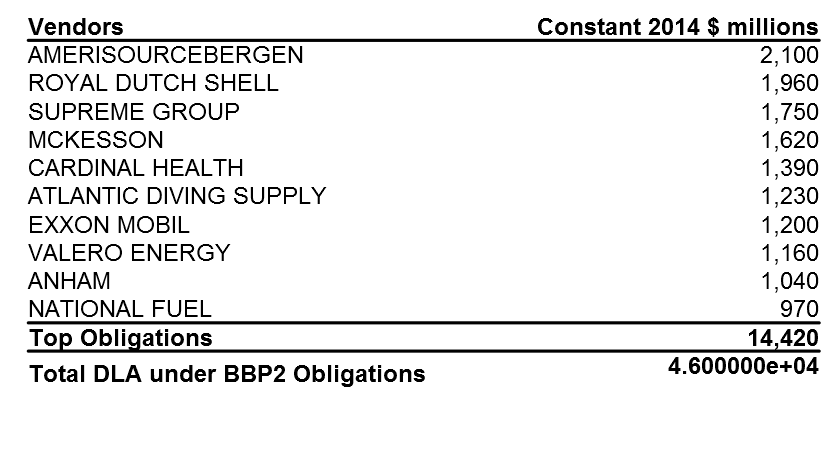 Vendors Constant 2014 $ millions
AMERISOURCEBERGEN 2,100
ROYAL DUTCH SHELL 1,960
SUPREME GROUP 1,750
MCKESSON 1,620
CARDINAL HEALTH 1,390
ATLANTIC DIVING SUPPLY 1,230
EXXON MOBIL 1,200
VALERO ENERGY 1,160
ANHAM 1,040
NATIONAL FUEL 970
Top Obligations 14,420
Total DLA under BBP2 Obligations 4.600000e+04